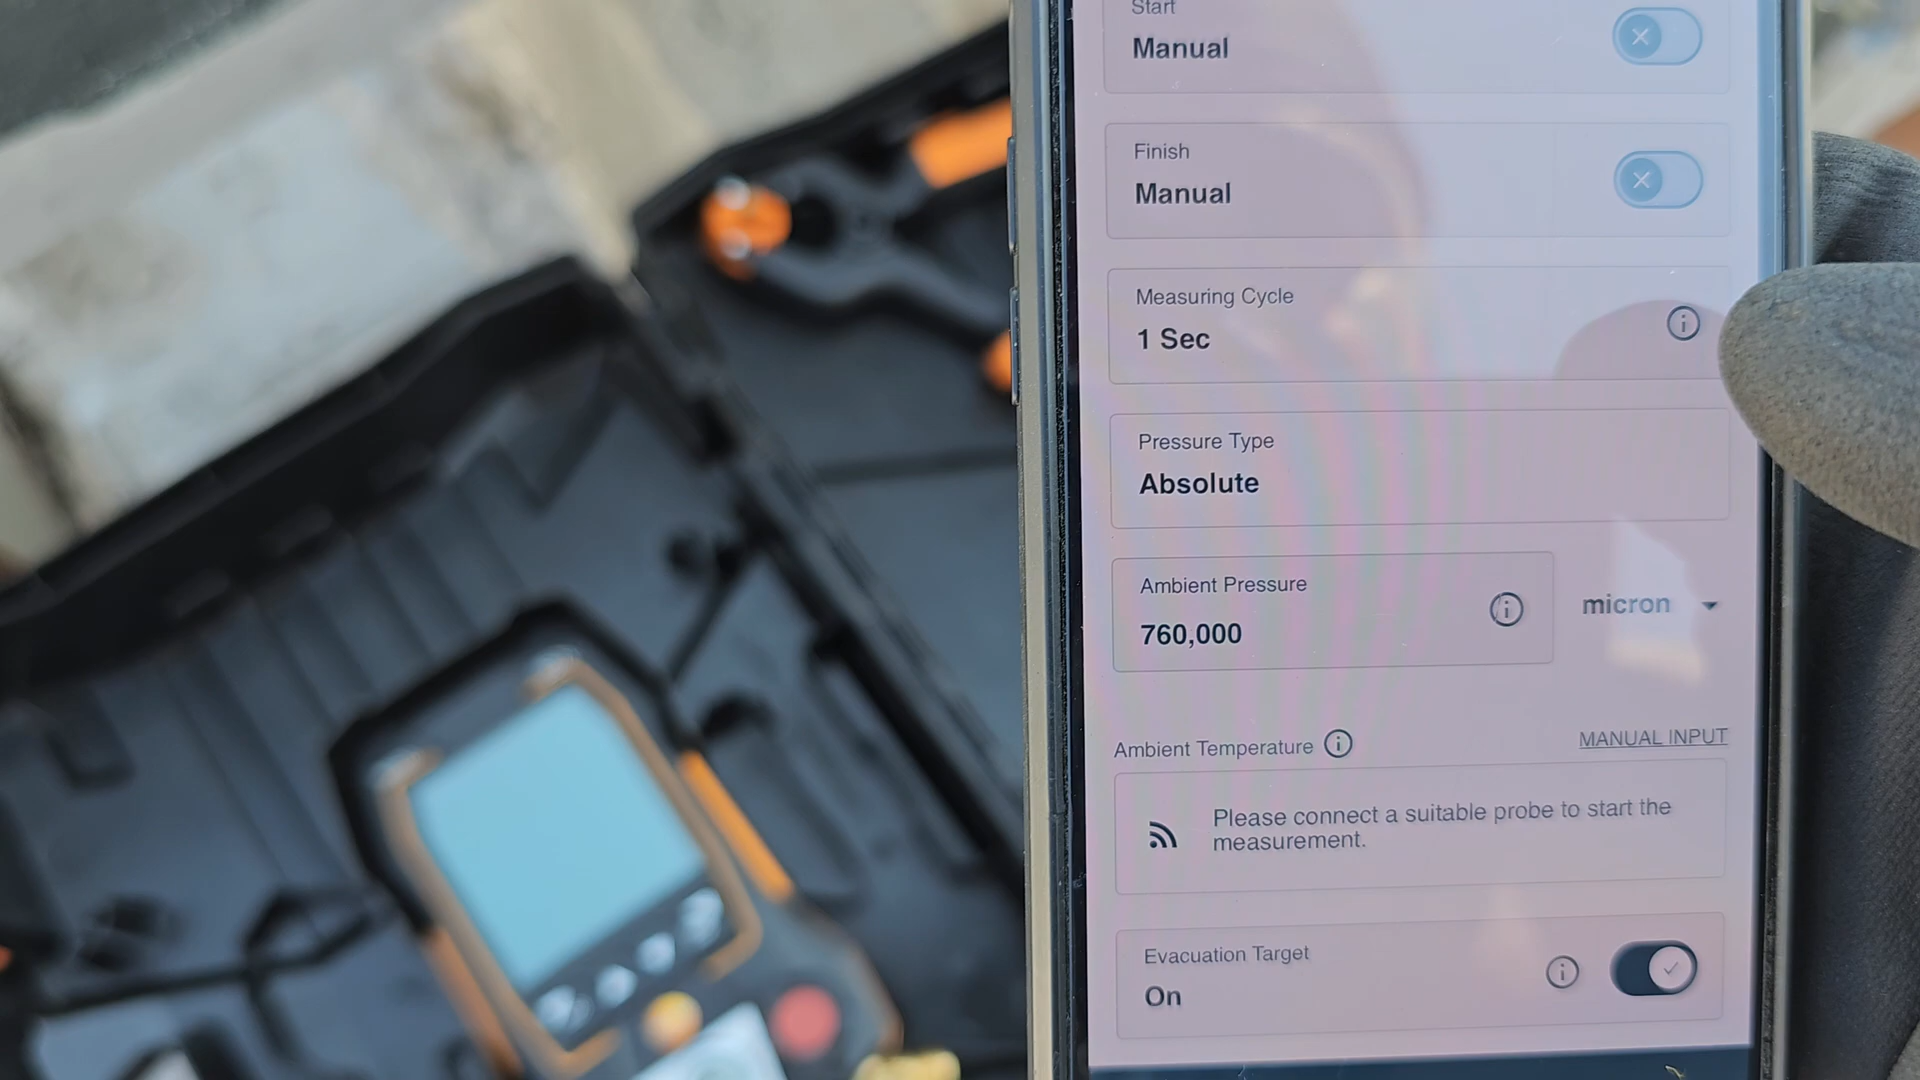 Start
Manual
Finish
Manual
Measuring Cycle
1 Sec
Pressure Type
Absolute
Ambient Pressure
760,000
micron
Ambient Temperature
MANUAL INPUT
Please connect a suitable probe to start the
measurement.
Evacuation Target
On